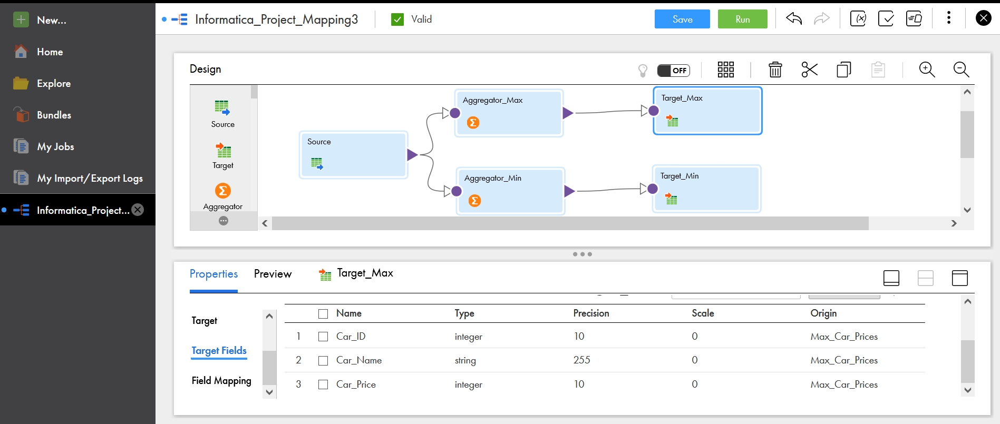 New...
Home
Explore
Bundles
My Jobs
My Import/Export Logs
Informatica_Project...
Informatica_Project_Mapping3
Valid
Save
Run
(x)
Design
OFF
Source
Target
Aggregator
Source
Aggregator_Max
Target_Max
Aggregator_Min
Target_Min
Properties
Preview
Target_Max
Target
Target Fields
Field Mapping
Name Type Precision Scale Origin
1 Car_ID integer 10 0 Max_Car_Prices
2 Car_Name string 255 0 Max_Car_Prices
3 Car_Price integer 10 0 Max_Car_Prices